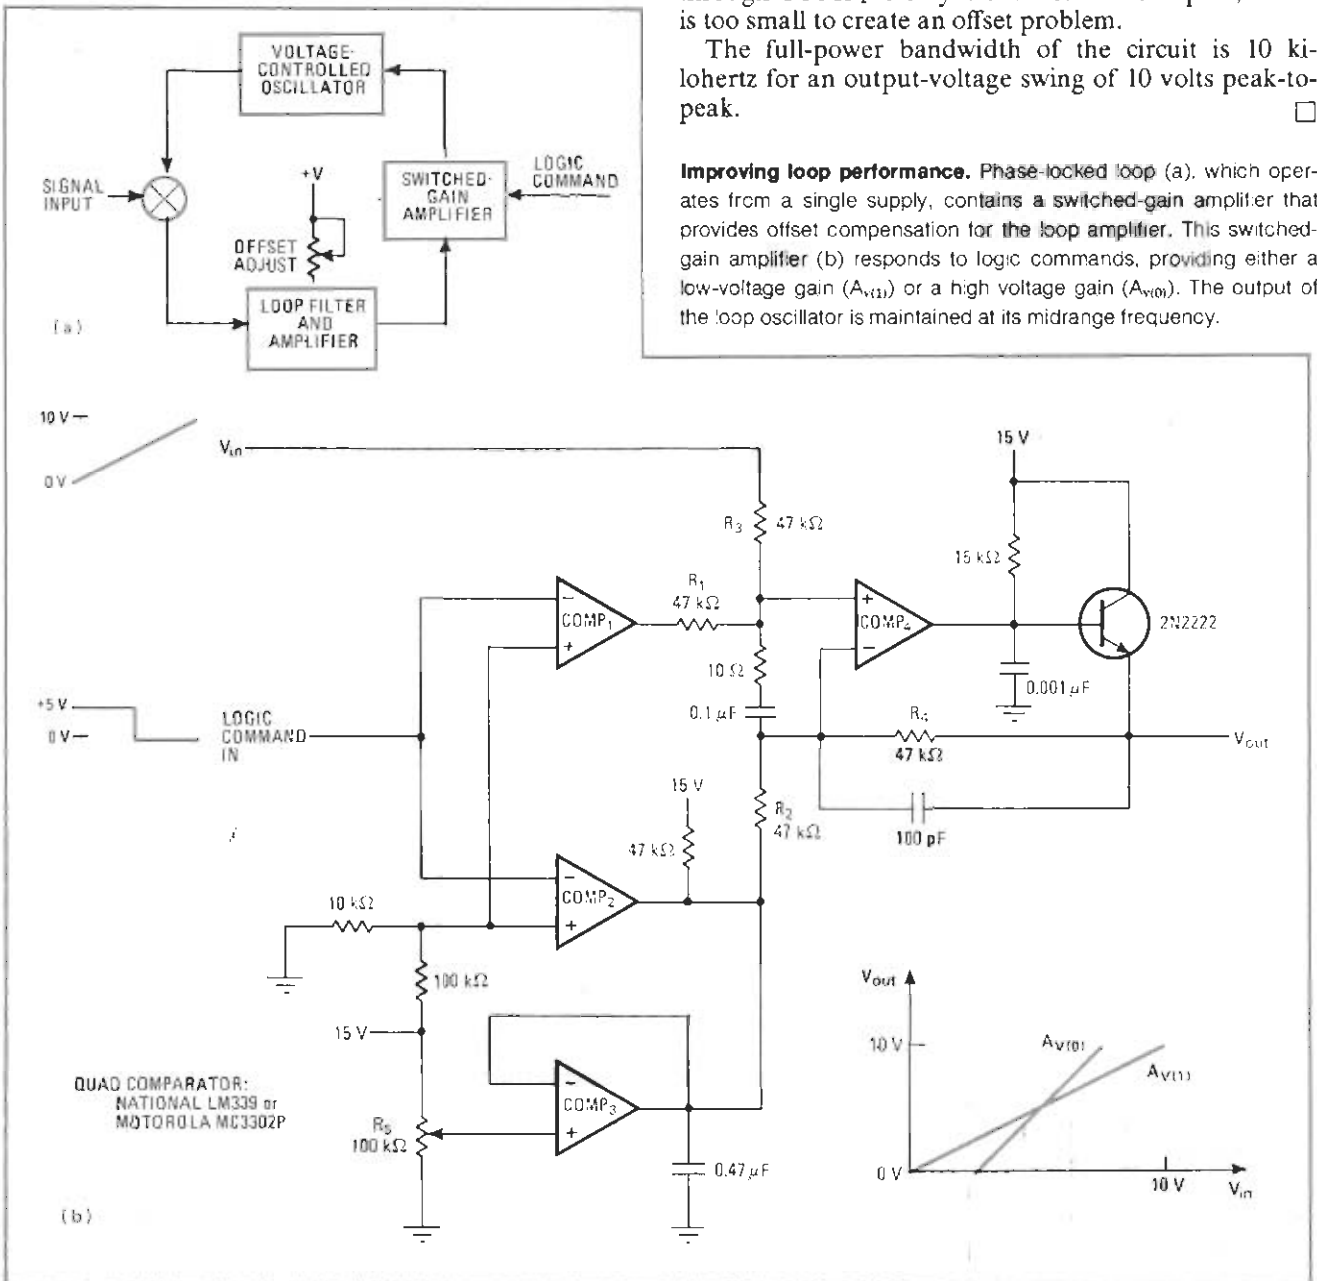 is too small to create an offset problem.
The full-power bandwidth of the circuit is 10 ki-
lohertz for an output-voltage swing of 10 volts peak-to-
peak. □
Improving loop performance. Phase-locked loop (a), which oper-
ates from a single supply, contains a switched-gain amplifier that
provides offset compensation for the loop amplifier. This switched-
gain amplifier (b) responds to logic commands, providing either a
low-voltage gain (Av(1)) or a high voltage gain (Av(0)). The output of
the loop oscillator is maintained at its midrange frequency.
VOLTAGE-
CONTROLLED
OSCILLATOR
SIGNAL
INPUT
+V
OFFSET
ADJUST
SWITCHED-
GAIN
AMPLIFIER
LOGIC
COMMAND
LOOP FILTER
AND
AMPLIFIER
(a)
10 V
0 V
Vin
R3 47 kΩ
R1
47 kΩ
COMP1
- +
10 Ω
0.1 μF
COMP4
+ -
15 V
15 kΩ
2N2222
0.001 μF
R4
47 kΩ
Vout
100 pF
+5 V
0 V
LOGIC
COMMAND
IN
15 V
47 kΩ
R2
47 kΩ
COMP2
- +
10 kΩ
100 kΩ
15 V
R5
100 kΩ
COMP3
- +
0.47 μF
QUAD COMPARATOR:
NATIONAL LM339 or
MOTOROLA MC3302P
Vout
10 V
AV(0)
AV(1)
0 V
10 V
Vin
(b)